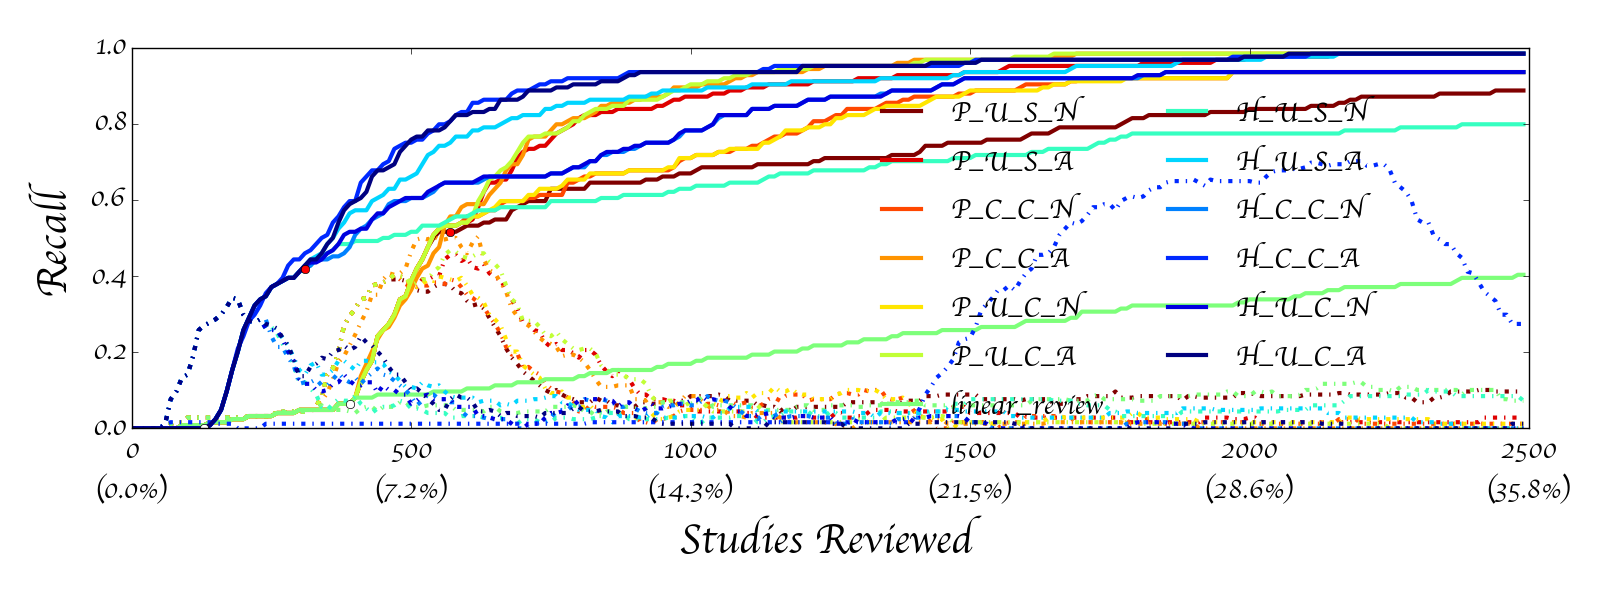 1.0
0.8
0.6
0.4
0.2
0.0
Recall
P_U_S_N H_U_S_N
P_U_S_A H_U_S_A
P_C_C_N H_C_C_N
P_C_C_A H_C_C_A
P_U_C_N H_U_C_N
P_U_C_A H_U_C_A
linear_review
0 500 1000 1500 2000 2500
(0.0%) (7.2%) (14.3%) (21.5%) (28.6%) (35.8%)
Studies Reviewed